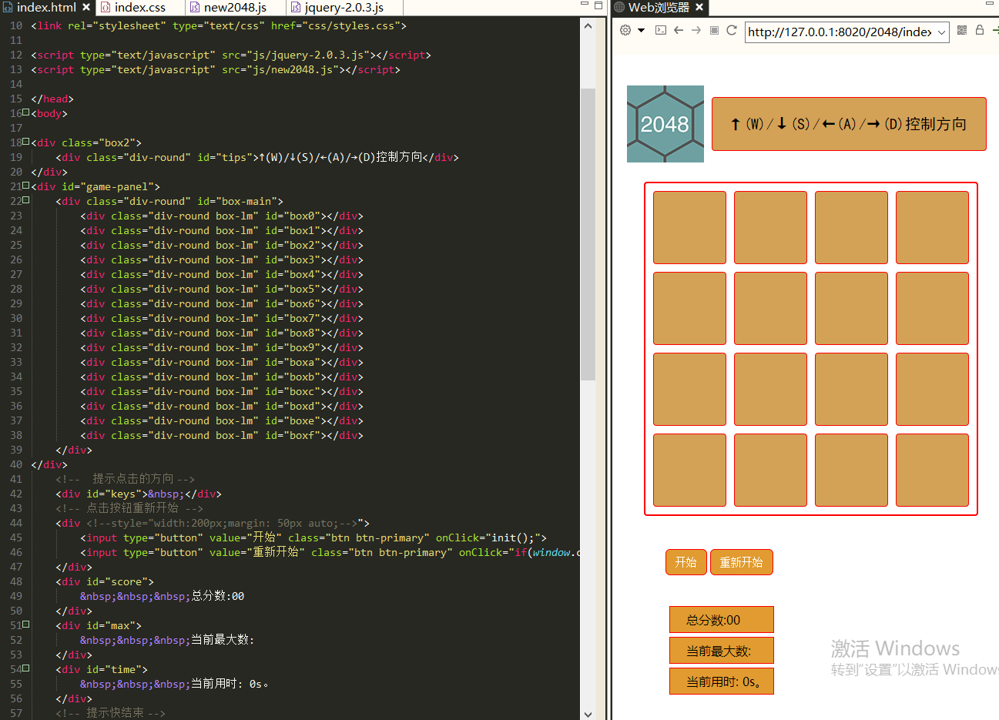 index.html
index.css
new2048.js
jquery-2.0.3.js
10 <link rel="stylesheet" type="text/css" href="css/styles.css">
11
12 <script type="text/javascript" src="js/jquery-2.0.3.js"></script>
13 <script type="text/javascript" src="js/new2048.js"></script>
14
15 </head>
16 <body>
17
18 <div class="box2">
19 <div class="div-round" id="tips">↑(W)/↓(S)/←(A)/→(D)控制方向</div>
20 </div>
21 <div id="game-panel">
22 <div class="div-round" id="box-main">
23 <div class="div-round box-lm" id="box0"></div>
24 <div class="div-round box-lm" id="box1"></div>
25 <div class="div-round box-lm" id="box2"></div>
26 <div class="div-round box-lm" id="box3"></div>
27 <div class="div-round box-lm" id="box4"></div>
28 <div class="div-round box-lm" id="box5"></div>
29 <div class="div-round box-lm" id="box6"></div>
30 <div class="div-round box-lm" id="box7"></div>
31 <div class="div-round box-lm" id="box8"></div>
32 <div class="div-round box-lm" id="box9"></div>
33 <div class="div-round box-lm" id="boxa"></div>
34 <div class="div-round box-lm" id="boxb"></div>
35 <div class="div-round box-lm" id="boxc"></div>
36 <div class="div-round box-lm" id="boxd"></div>
37 <div class="div-round box-lm" id="boxe"></div>
38 <div class="div-round box-lm" id="boxf"></div>
39 </div>
40 </div>
41 <!-- 提示点击的方向 -->
42 <div id="keys">&nbsp;</div>
43 <!-- 点击按钮重新开始 -->
44 <div <!--style="width:200px;margin: 50px auto;-->">
45 <input type="button" value="开始" class="btn btn-primary" onClick="init();">
46 <input type="button" value="重新开始" class="btn btn-primary" onClick="if(window.c
47 </div>
48 <div id="score">
49 &nbsp;&nbsp;&nbsp;总分数:00
50 </div>
51 <div id="max">
52 &nbsp;&nbsp;&nbsp;当前最大数:
53 </div>
54 <div id="time">
55 &nbsp;&nbsp;&nbsp;当前用时: 0s。
56 </div>
57 <!-- 提示快结束 -->
Web浏览器
http://127.0.0.1:8020/2048/index
2048
↑(W)/↓(S)/←(A)/→(D)控制方向
开始
重新开始
总分数:00
当前最大数:
当前用时: 0s。
激活 Windows
转到“设置”以激活 Windows